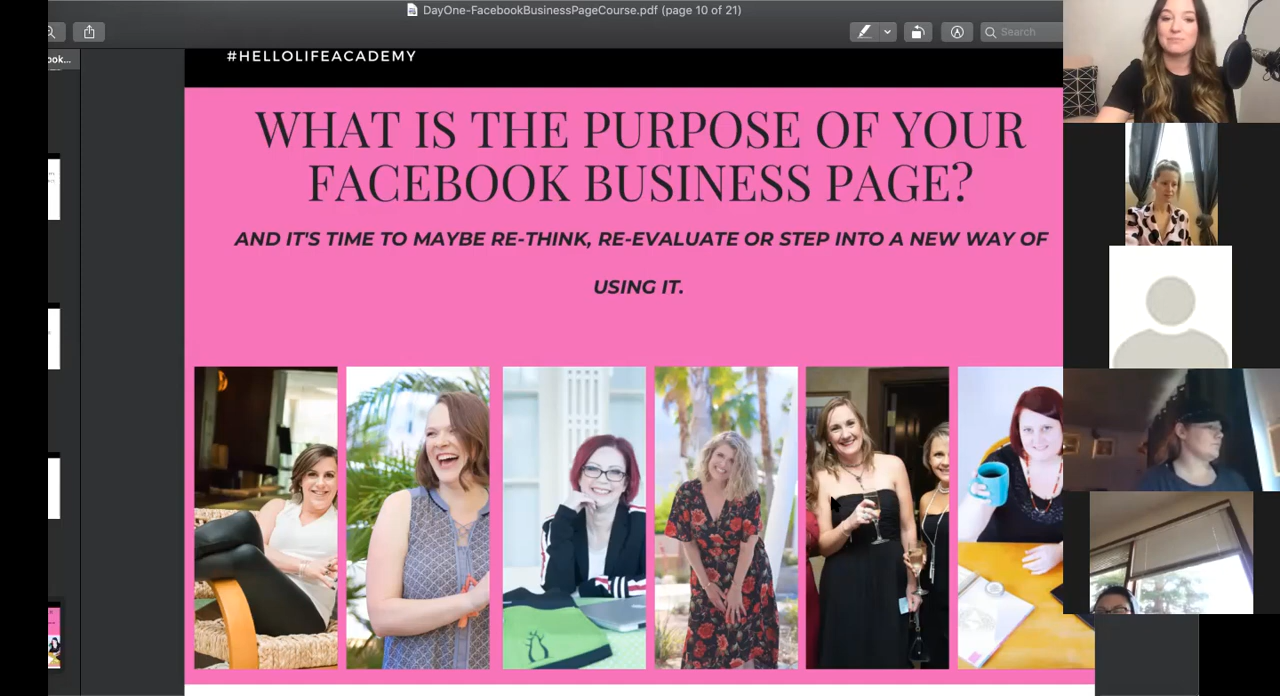 DayOne-FacebookBusinessPageCourse.pdf (page 10 of 21)
Search
ook...
#HELLOLIFEACADEMY
WHAT IS THE PURPOSE OF YOUR
FACEBOOK BUSINESS PAGE?
AND IT'S TIME TO MAYBE RE-THINK, RE-EVALUATE OR STEP INTO A NEW WAY OF
USING IT.